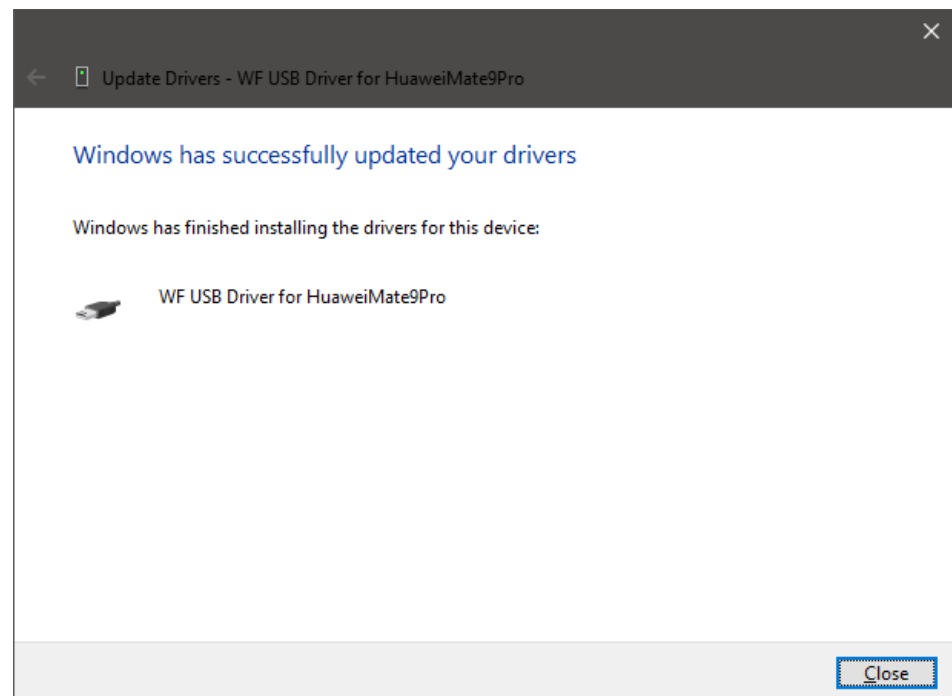 Update Drivers - WF USB Driver for HuaweiMate9Pro
Windows has successfully updated your drivers
Windows has finished installing the drivers for this device:
WF USB Driver for HuaweiMate9Pro
Close